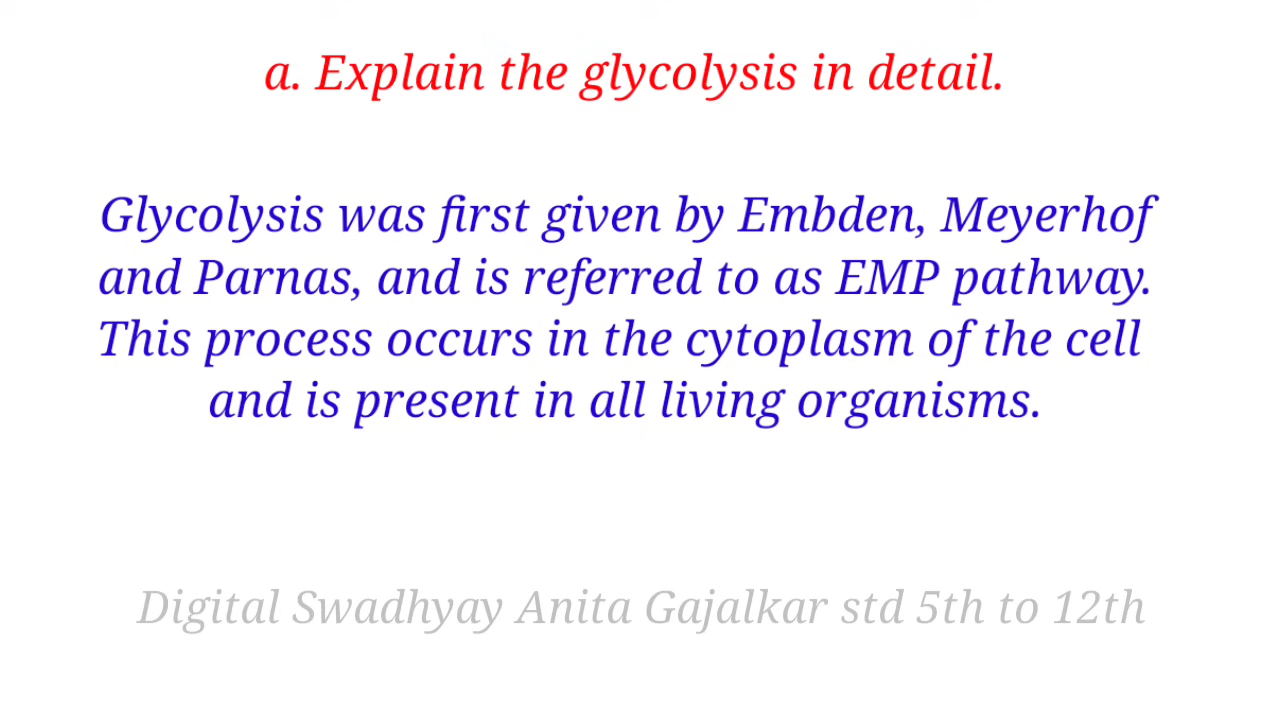 a. Explain the glycolysis in detail.
Glycolysis was first given by Embden, Meyerhof
and Parnas, and is referred to as EMP pathway.
This process occurs in the cytoplasm of the cell
and is present in all living organisms.
Digital Swadhyay Anita Gajalkar std 5th to 12th